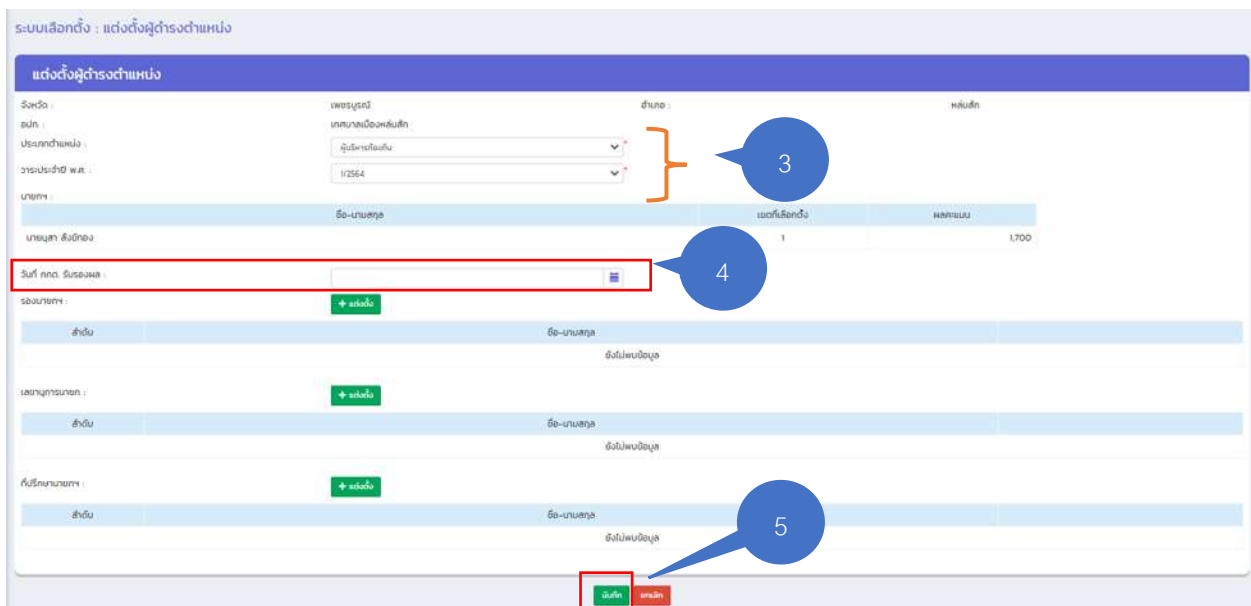 ระบบเลือกตั้ง : แต่งตั้งผู้ดำรงตำแหน่ง
แต่งตั้งผู้ดำรงตำแหน่ง
จังหวัด : เพชรบูรณ์ อำเภอ : หล่มสัก
อปท. : เทศบาลเมืองหล่มสัก
ประเภทตำแหน่ง : ผู้บริหารท้องถิ่น *
3
วาระประจำปี พ.ศ. : 1/2564 *
นายกฯ :
ชื่อ-นามสกุล เขตที่เลือกตั้ง ผลคะแนน
1 1,700
วันที่ กกต. รับรองผล :
4
รองนายกฯ : + แต่งตั้ง
ลำดับ ชื่อ-นามสกุล
ยังไม่พบข้อมูล
เลขานุการนายก : + แต่งตั้ง
ลำดับ ชื่อ-นามสกุล
ยังไม่พบข้อมูล
ที่ปรึกษานายกฯ : + แต่งตั้ง
ลำดับ ชื่อ-นามสกุล
ยังไม่พบข้อมูล
5
บันทึก ยกเลิก